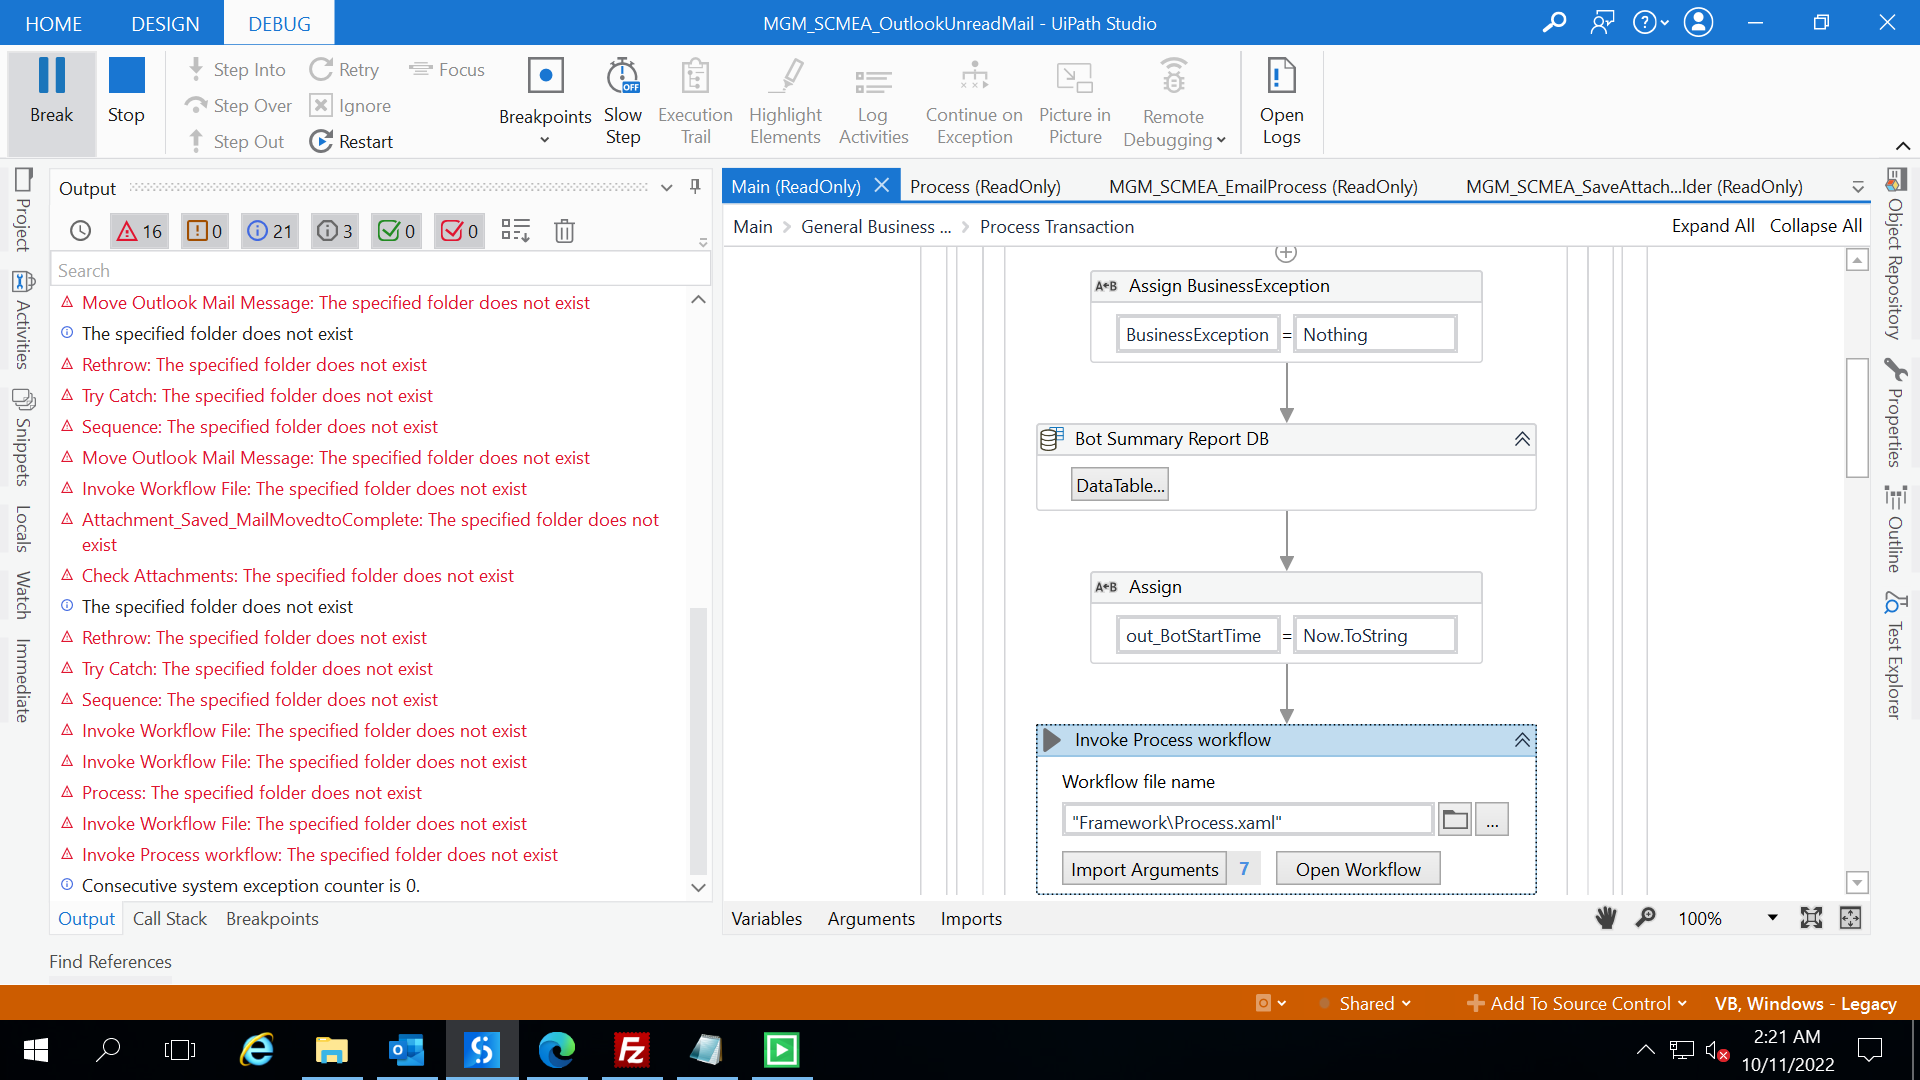 HOME
DESIGN
DEBUG
MGM_SCMEA_OutlookUnreadMail - UiPath Studio
Break
Stop
Step Into
Step Over
Step Out
Retry
Ignore
Restart
Focus
Breakpoints
Slow
Step
OFF
Execution
Trail
Highlight
Elements
Log
Activities
Continue on
Exception
Picture in
Picture
Remote
Debugging
Open
Logs
Project
Activities
Snippets
Locals
Watch
Immediate
Output
16
0
21
3
0
0
Search
Move Outlook Mail Message: The specified folder does not exist
The specified folder does not exist
Rethrow: The specified folder does not exist
Try Catch: The specified folder does not exist
Sequence: The specified folder does not exist
Move Outlook Mail Message: The specified folder does not exist
Invoke Workflow File: The specified folder does not exist
Attachment_Saved_MailMovedtoComplete: The specified folder does not
exist
Check Attachments: The specified folder does not exist
The specified folder does not exist
Rethrow: The specified folder does not exist
Try Catch: The specified folder does not exist
Sequence: The specified folder does not exist
Invoke Workflow File: The specified folder does not exist
Invoke Workflow File: The specified folder does not exist
Process: The specified folder does not exist
Invoke Workflow File: The specified folder does not exist
Invoke Process workflow: The specified folder does not exist
Consecutive system exception counter is 0.
Output
Call Stack
Breakpoints
Find References
Main (ReadOnly)
Process (ReadOnly)
MGM_SCMEA_EmailProcess (ReadOnly)
MGM_SCMEA_SaveAttach...lder (ReadOnly)
Main > General Business ... > Process Transaction
Expand All
Collapse All
A+B Assign BusinessException
BusinessException = Nothing
Bot Summary Report DB
DataTable...
A+B Assign
out_BotStartTime = Now.ToString
Invoke Process workflow
Workflow file name
"Framework\Process.xaml"
...
Import Arguments 7
Open Workflow
Variables
Arguments
Imports
100%
Object Repository
Properties
Outline
Test Explorer
Shared
Add To Source Control
VB, Windows - Legacy
Fz
2:21 AM
10/11/2022